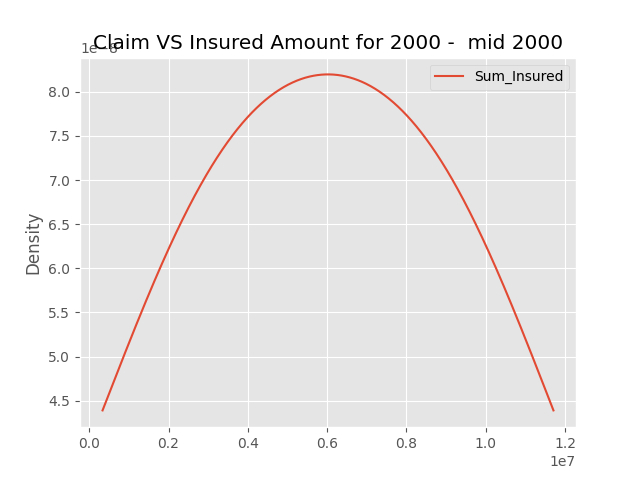 Claim VS Insured Amount for 2000 -  mid 2000
1e−8
Sum_Insured
8.0
7.5
7.0
6.5
6.0
5.5
5.0
4.5
Density
0.0 0.2 0.4 0.6 0.8 1.0 1.2
1e7